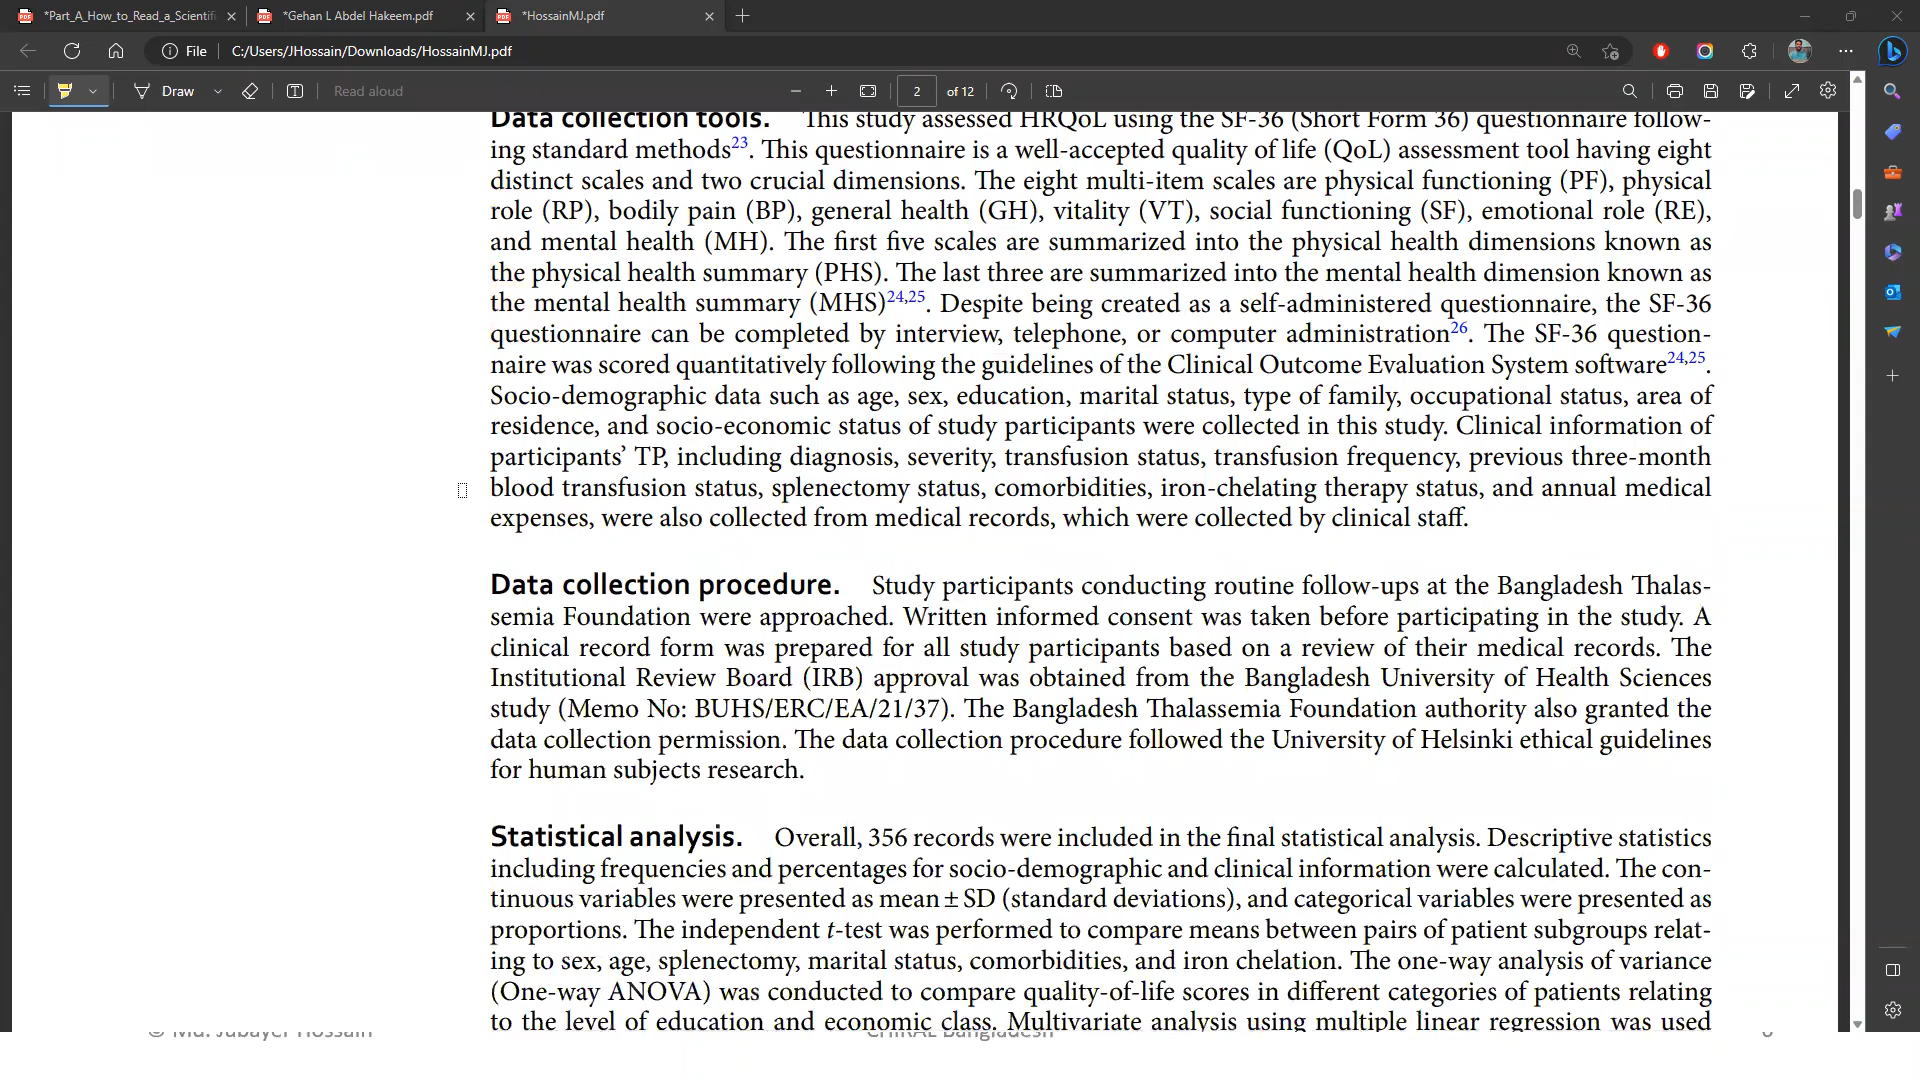 *Part_A_How_to_Read_a_Scientifi
*Gehan L Abdel Hakeem.pdf
*HossainMJ.pdf
File
C:/Users/JHossain/Downloads/HossainMJ.pdf
Draw
Read aloud
2
of 12
Data collection tools. This study assessed HRQoL using the SF-36 (Short Form 36) questionnaire follow-
ing standard methods23. This questionnaire is a well-accepted quality of life (QoL) assessment tool having eight
distinct scales and two crucial dimensions. The eight multi-item scales are physical functioning (PF), physical
role (RP), bodily pain (BP), general health (GH), vitality (VT), social functioning (SF), emotional role (RE),
and mental health (MH). The first five scales are summarized into the physical health dimensions known as
the physical health summary (PHS). The last three are summarized into the mental health dimension known as
the mental health summary (MHS)24,25. Despite being created as a self-administered questionnaire, the SF-36
questionnaire can be completed by interview, telephone, or computer administration26. The SF-36 question-
naire was scored quantitatively following the guidelines of the Clinical Outcome Evaluation System software24,25.
Socio-demographic data such as age, sex, education, marital status, type of family, occupational status, area of
residence, and socio-economic status of study participants were collected in this study. Clinical information of
participants' TP, including diagnosis, severity, transfusion status, transfusion frequency, previous three-month
blood transfusion status, splenectomy status, comorbidities, iron-chelating therapy status, and annual medical
expenses, were also collected from medical records, which were collected by clinical staff.
Data collection procedure. Study participants conducting routine follow-ups at the Bangladesh Thalas-
semia Foundation were approached. Written informed consent was taken before participating in the study. A
clinical record form was prepared for all study participants based on a review of their medical records. The
Institutional Review Board (IRB) approval was obtained from the Bangladesh University of Health Sciences
study (Memo No: BUHS/ERC/EA/21/37). The Bangladesh Thalassemia Foundation authority also granted the
data collection permission. The data collection procedure followed the University of Helsinki ethical guidelines
for human subjects research.
Statistical analysis. Overall, 356 records were included in the final statistical analysis. Descriptive statistics
including frequencies and percentages for socio-demographic and clinical information were calculated. The con-
tinuous variables were presented as mean ± SD (standard deviations), and categorical variables were presented as
proportions. The independent t-test was performed to compare means between pairs of patient subgroups relat-
ing to sex, age, splenectomy, marital status, comorbidities, and iron chelation. The one-way analysis of variance
(One-way ANOVA) was conducted to compare quality-of-life scores in different categories of patients relating
to the level of education and economic class. Multivariate analysis using multiple linear regression was used
© Md. Jubayer Hossain
CHIRAL Bangladesh